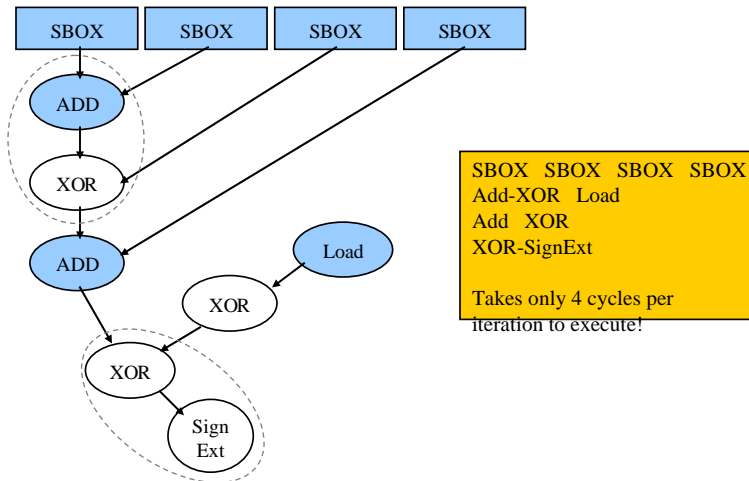 SBOX SBOX SBOX SBOX
ADD
XOR
ADD
Load
XOR
XOR
Sign
Ext
SBOX SBOX SBOX SBOX
Add-XOR Load
Add XOR
XOR-SignExt
Takes only 4 cycles per
iteration to execute!